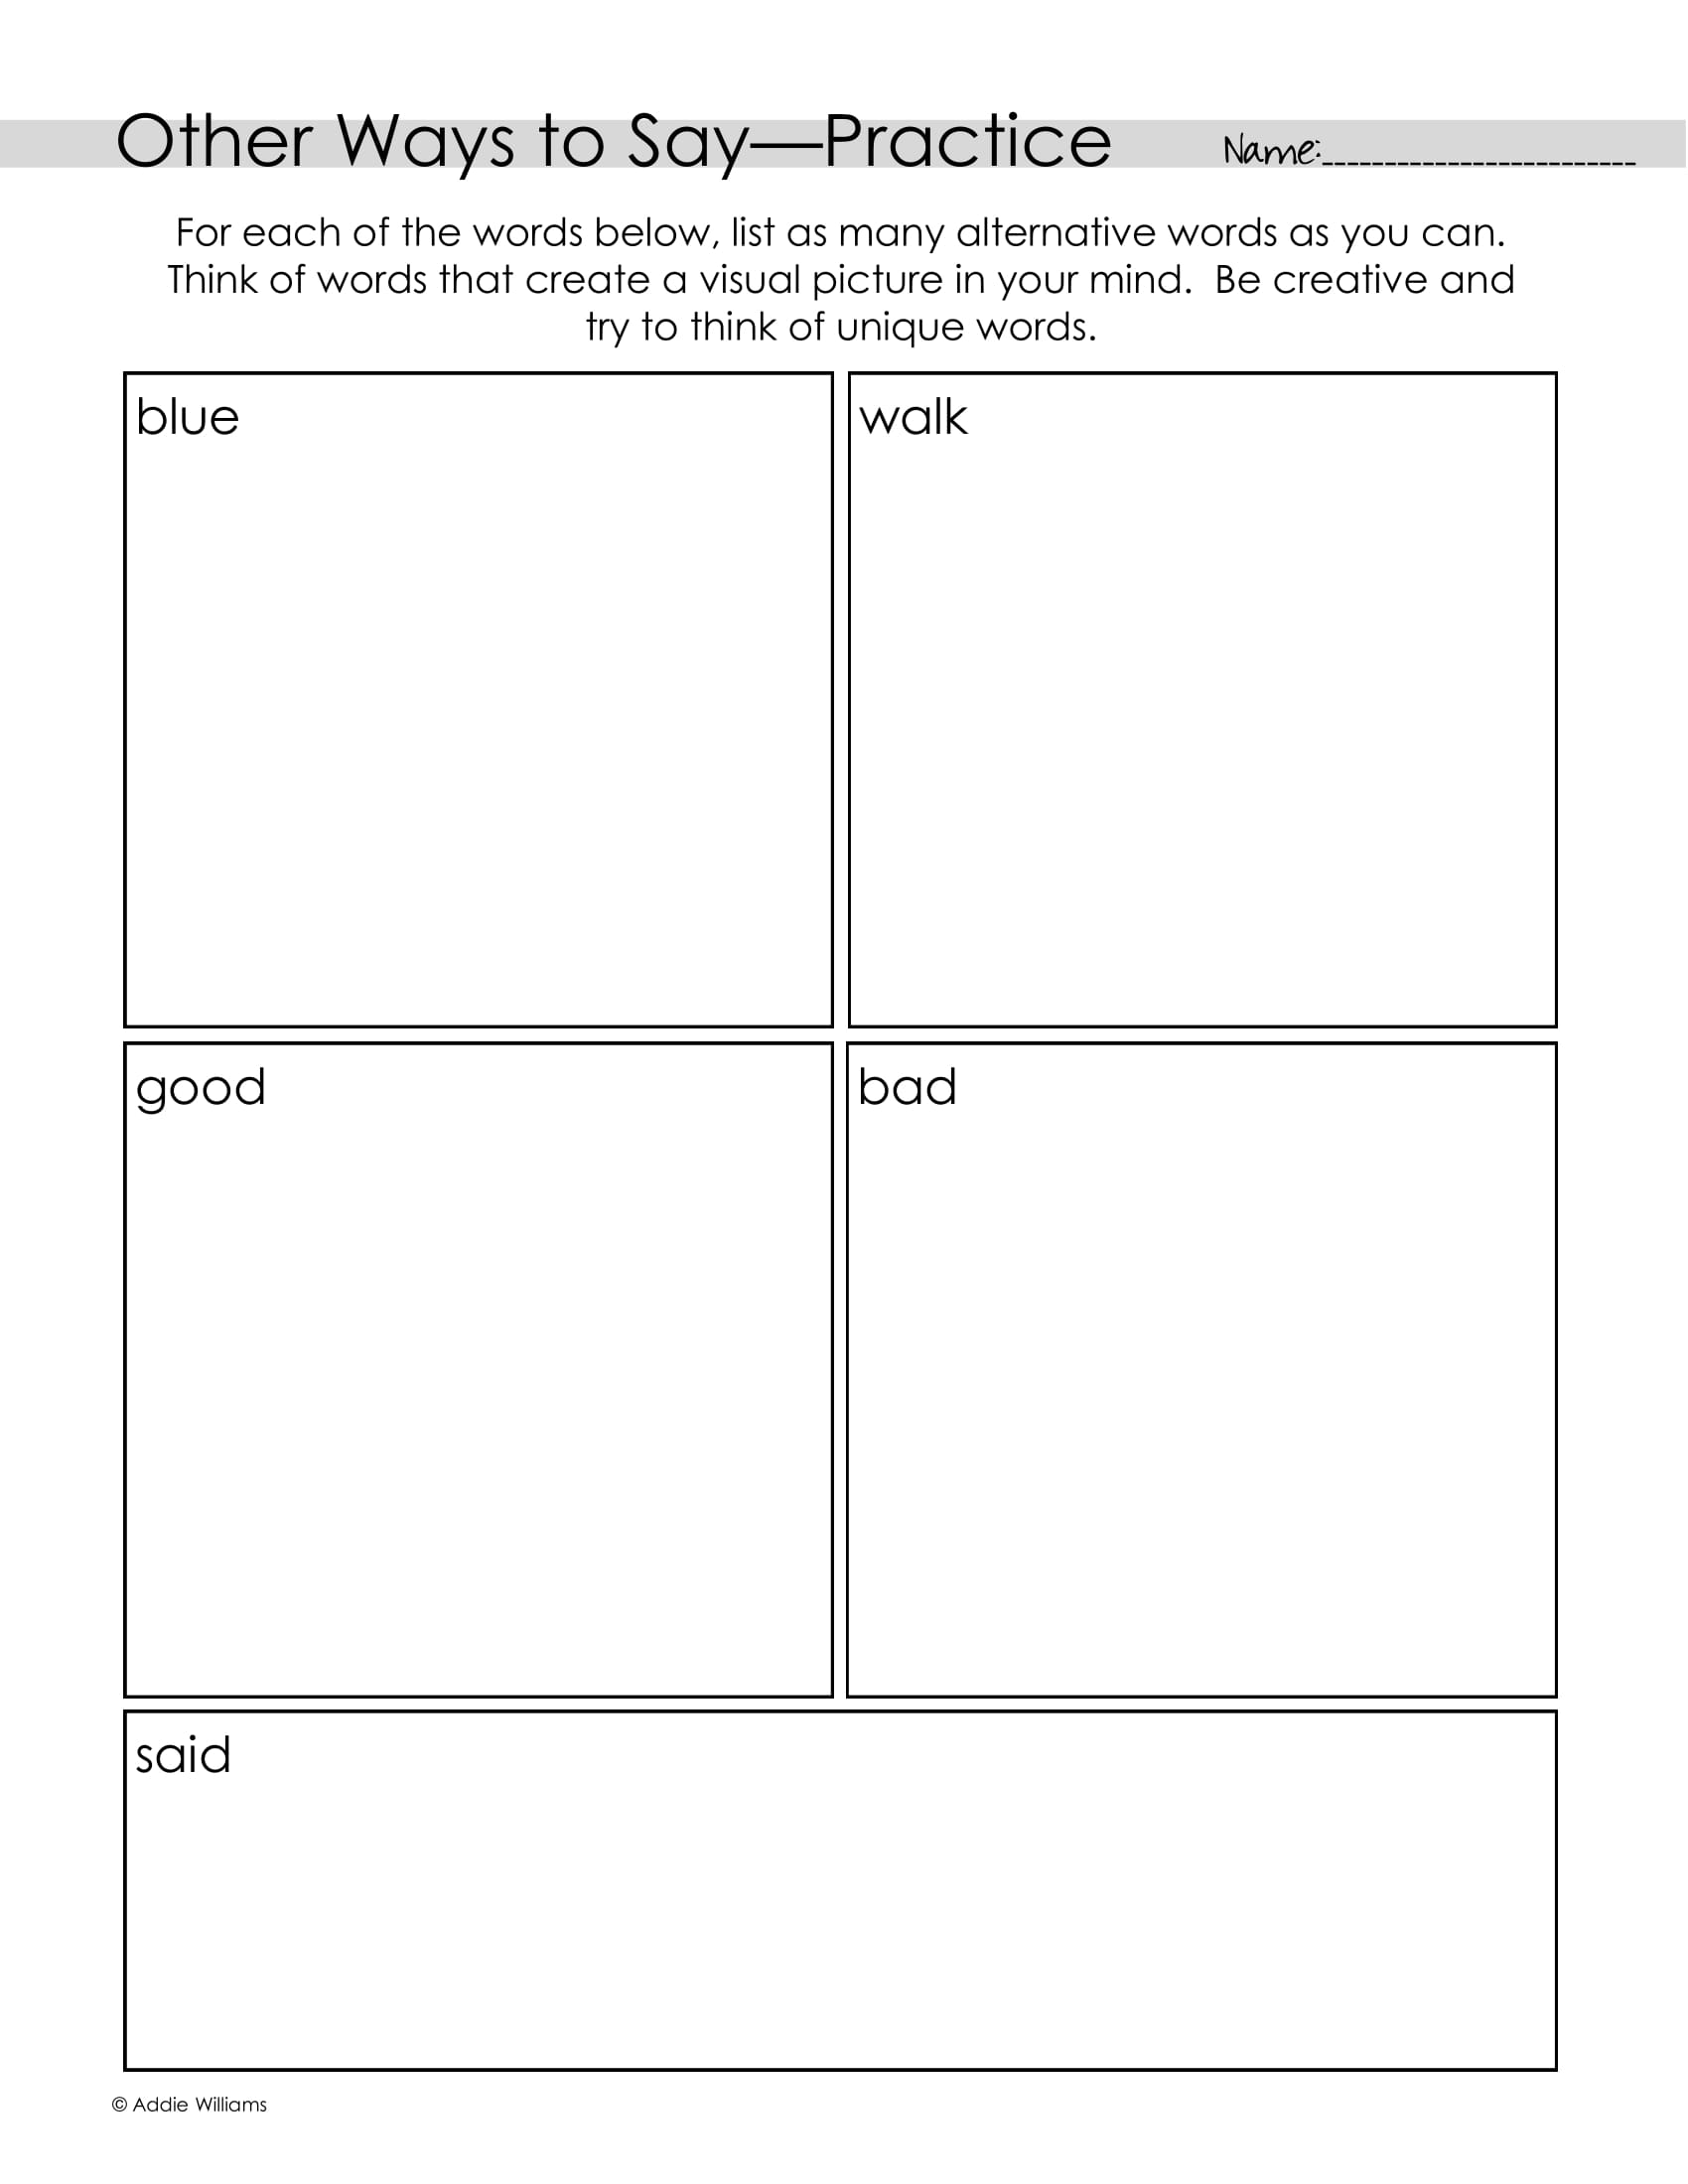 Other Ways to Say—Practice Name:_________________________
For each of the words below, list as many alternative words as you can.
Think of words that create a visual picture in your mind.  Be creative and
try to think of unique words.
blue
walk
good
bad
said
© Addie Williams